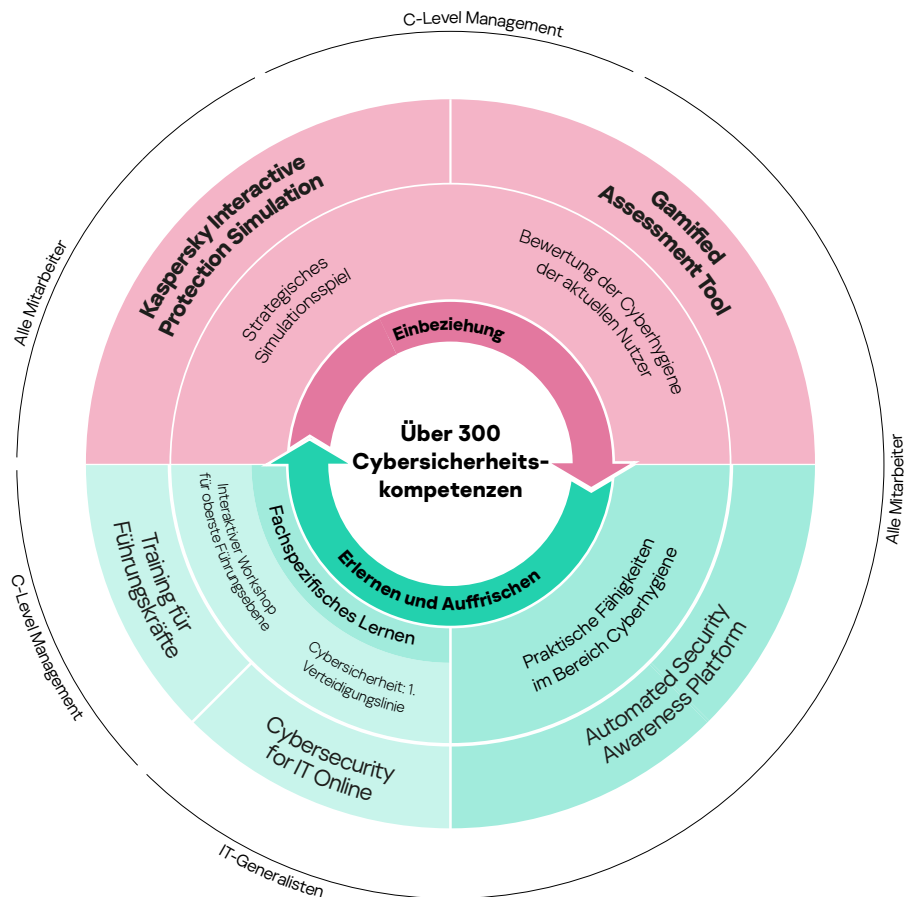 C-Level Management
Alle Mitarbeiter
Kaspersky Interactive
Protection Simulation
Strategisches
Simulationsspiel
Gamified
Assessment Tool
Bewertung der Cyberhygiene
der aktuellen Nutzer
Einbeziehung
Über 300
Cybersicherheits-
kompetenzen
Alle Mitarbeiter
Erlernen und Auffrischen
Fachspezifisches Lernen
Interaktiver Workshop
für oberste Führungsebene
Training für
Führungskräfte
C-Level Management
Cybersicherheit: 1.
Verteidigungslinie
Cybersecurity
for IT Online
IT-Generalisten
Praktische Fähigkeiten
im Bereich Cyberhygiene
Automated Security
Awareness Platform